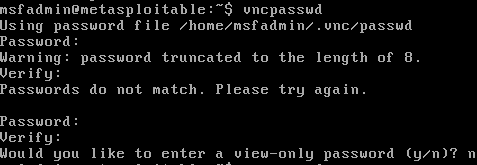 msfadmin@metasploitable:~$ vncpasswd
Using password file /home/msfadmin/.vnc/passwd
Password:
Warning: password truncated to the length of 8.
Verify:
Passwords do not match. Please try again.

Password:
Verify:
Would you like to enter a view-only password (y/n)? n